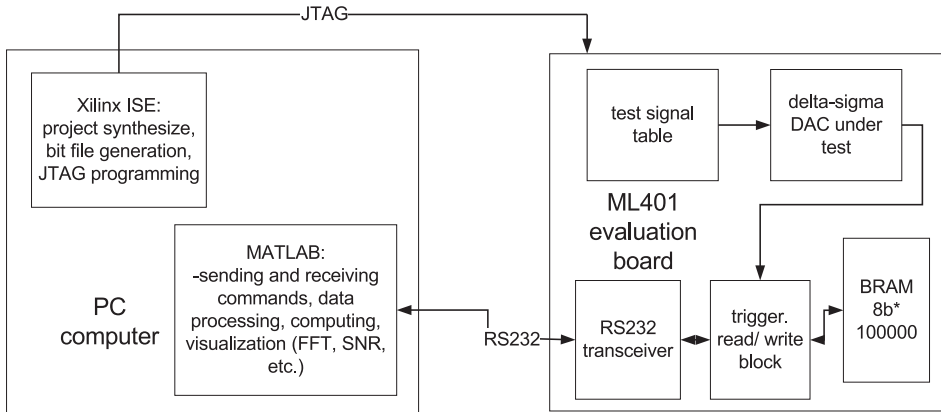 JTAG
Xilinx ISE:
project synthesize,
bit file generation,
JTAG programming
MATLAB:
-sending and receiving
commands, data
processing, computing,
visualization (FFT, SNR,
etc.)
PC
computer
RS232
test signal
table
delta-sigma
DAC under
test
ML401
evaluation
board
RS232
transceiver
trigger.
read/ write
block
BRAM
8b*
100000